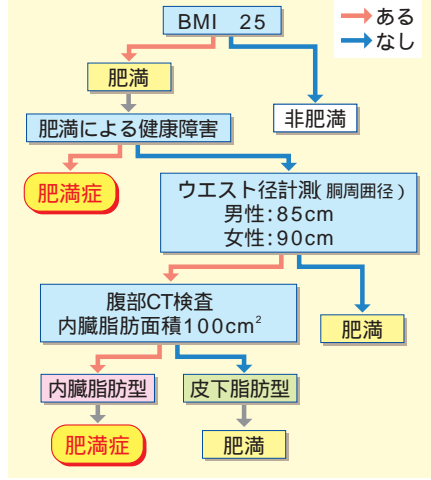 BMI 25
ある
なし
肥満
非肥満
肥満による健康障害
肥満症
ウエスト径計測(胴周囲径)
男性:85cm
女性:90cm
腹部CT検査
内臓脂肪面積100cm²
肥満
内臓脂肪型
皮下脂肪型
肥満症
肥満